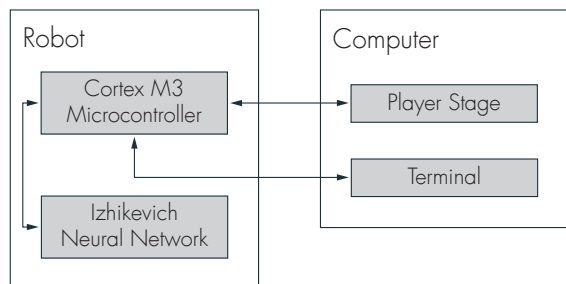 Robot
Cortex M3
Microcontroller
Izhikevich
Neural Network
Computer
Player Stage
Terminal